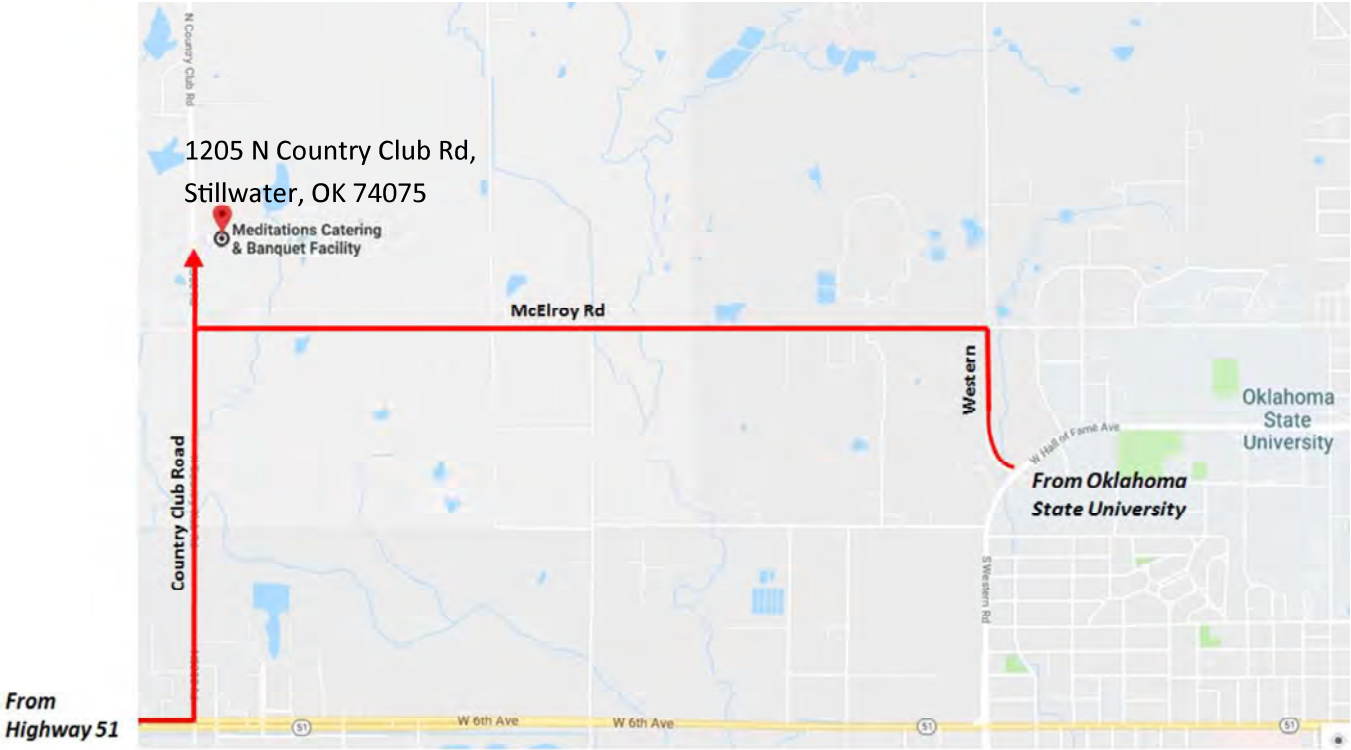 N Country Club Rd
1205 N Country Club Rd,
Stillwater, OK 74075
Meditations Catering
& Banquet Facility
McElroy Rd
Western
Oklahoma
State
University
W Hall of Fame Ave
From Oklahoma
State University
Country Club Road
S Western Rd
From
Highway 51
51
W 6th Ave
W 6th Ave
51
51